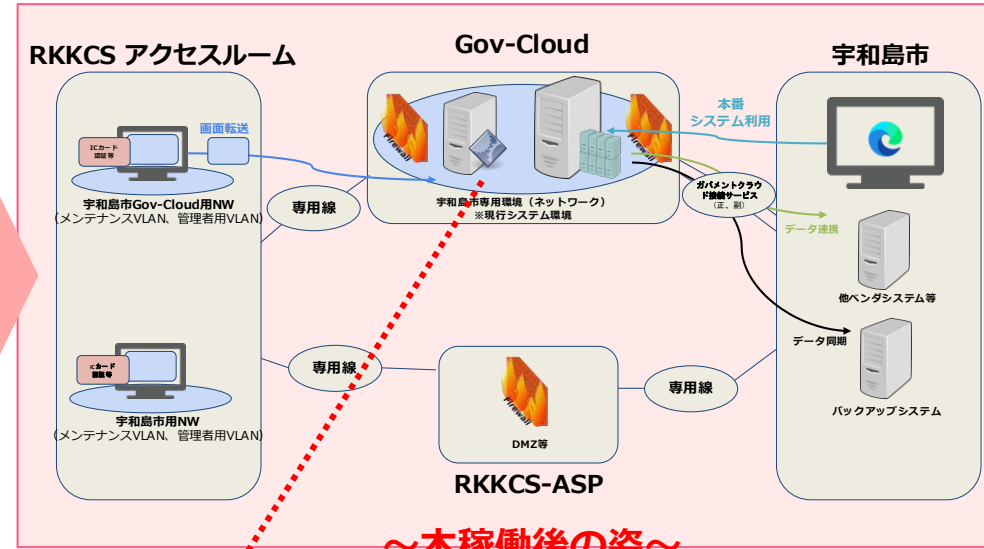 RKKCS アクセスルーム
Gov-Cloud
宇和島市
ICカード
認証等
画面転送
宇和島市Gov-Cloud用NW
(メンテナンスVLAN、管理者用VLAN)
専用線
Firewall
Firewall
宇和島市専用環境（ネットワーク）
※現行システム環境
本番
システム利用
ガバメントクラウ
ド接続サービス
（正、副）
データ連携
他ベンダシステム等
データ同期
バックアップシステム
ICカード
認証等
宇和島市用NW
(メンテナンスVLAN、管理者用VLAN)
専用線
Firewall
DMZ等
専用線
RKKCS-ASP
～本稼働後の姿～